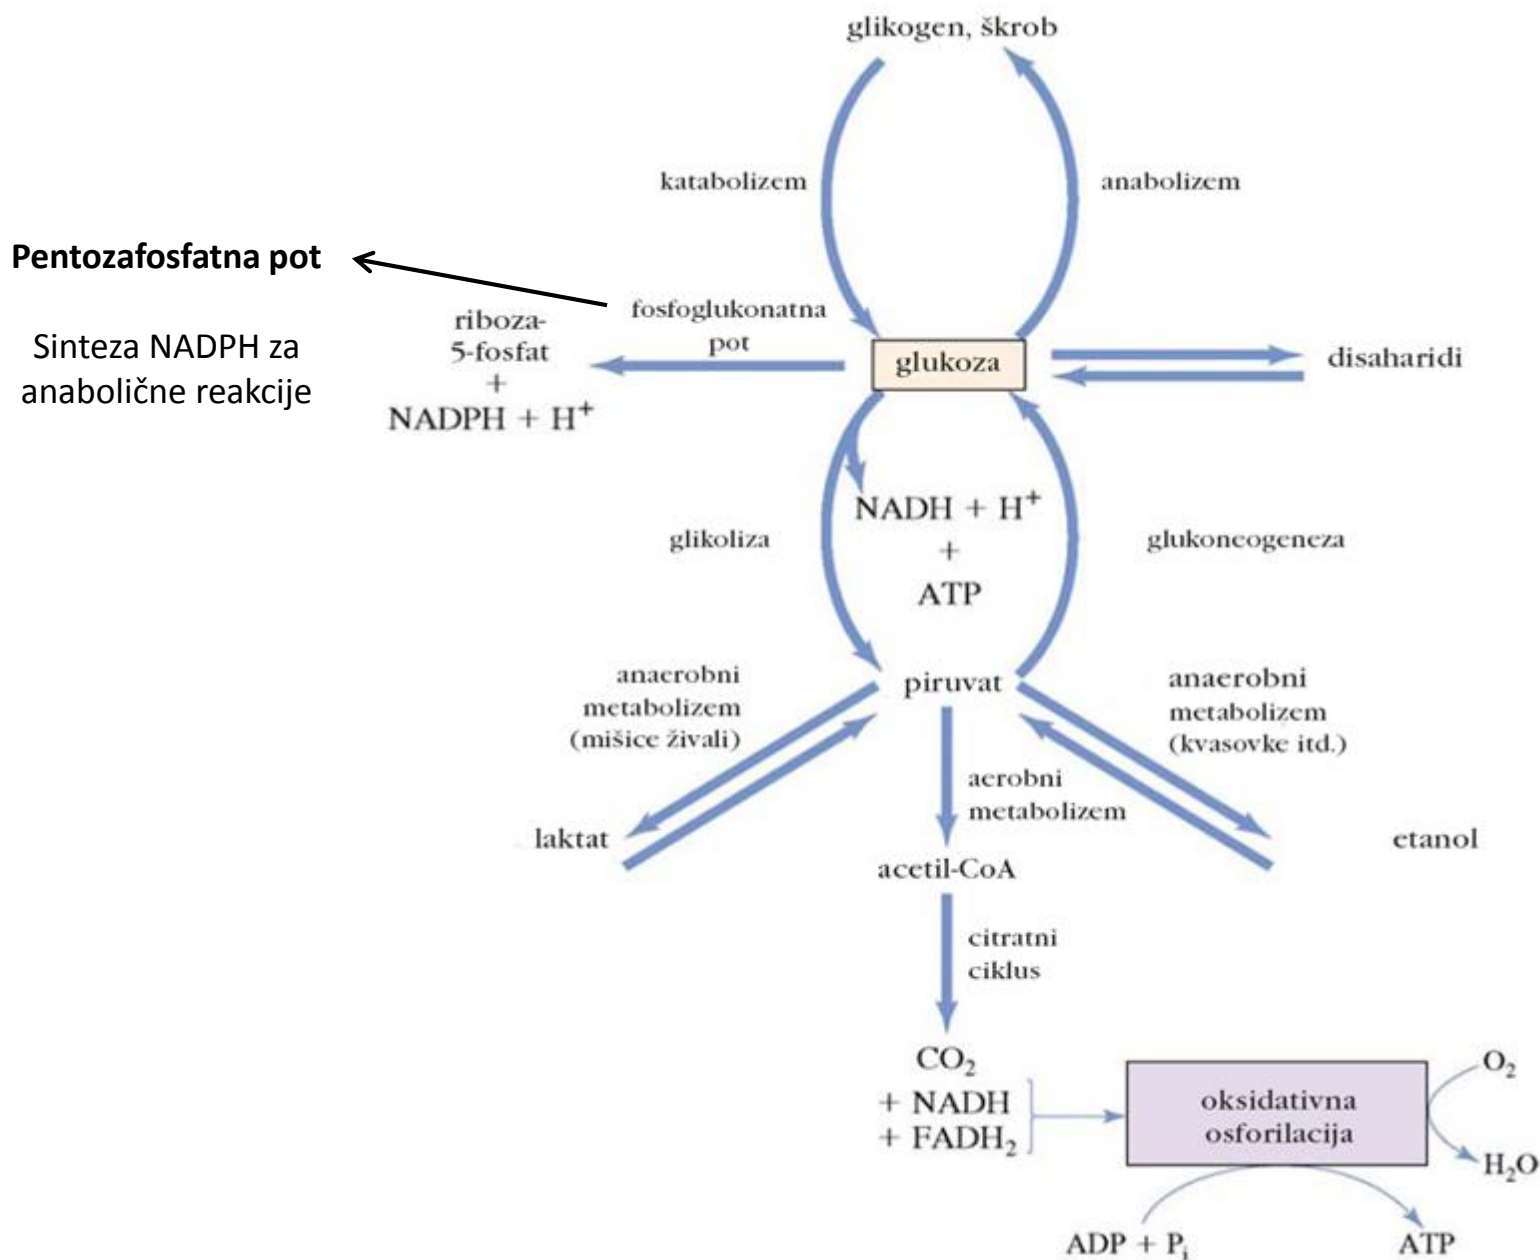 glikogen, škrob
katabolizem
anabolizem
Pentozafosfatna pot
Sinteza NADPH za
anabolične reakcije
riboza-
5-fosfat
+
NADPH + H⁺
fosfoglukonatna
pot
glukoza
disaharidi
NADH + H⁺
+
ATP
glikoliza
glukoneogeneza
anaerobni
metabolizem
(mišice živali)
piruvat
anaerobni
metabolizem
(kvasovke itd.)
aerobni
metabolizem
laktat
etanol
acetil-CoA
citratni
ciklus
CO₂
+ NADH
+ FADH₂
oksidativna
osforilacija
O₂
H₂O
ADP + Pᵢ
ATP